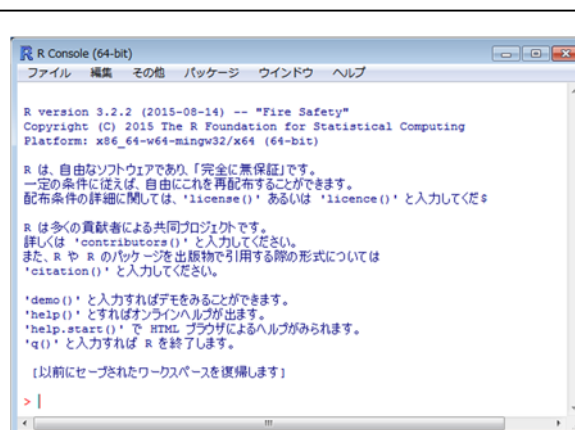 R Console (64-bit)
ファイル 編集 その他 パッケージ ウインドウ ヘルプ
R version 3.2.2 (2015-08-14) -- "Fire Safety"
Copyright (C) 2015 The R Foundation for Statistical Computing
Platform: x86_64-w64-mingw32/x64 (64-bit)
R は、自由なソフトウェアであり、「完全に無保証」です。
一定の条件に従えば、自由にこれを再配布することができます。
配布条件の詳細に関しては、'license()' あるいは 'licence()' と入力してくだ$
R は多くの貢献者による共同プロジェクトです。
詳しくは 'contributors()' と入力してください。
また、R や R のパッケージを出版物で引用する際の形式については
'citation()' と入力してください。
'demo()' と入力すればデモをみることができます。
'help()' とすればオンラインヘルプが出ます。
'help.start()' で HTML ブラウザによるヘルプがみられます。
'q()' と入力すれば R を終了します。
[以前にセーブされたワークスペースを復帰します]
>